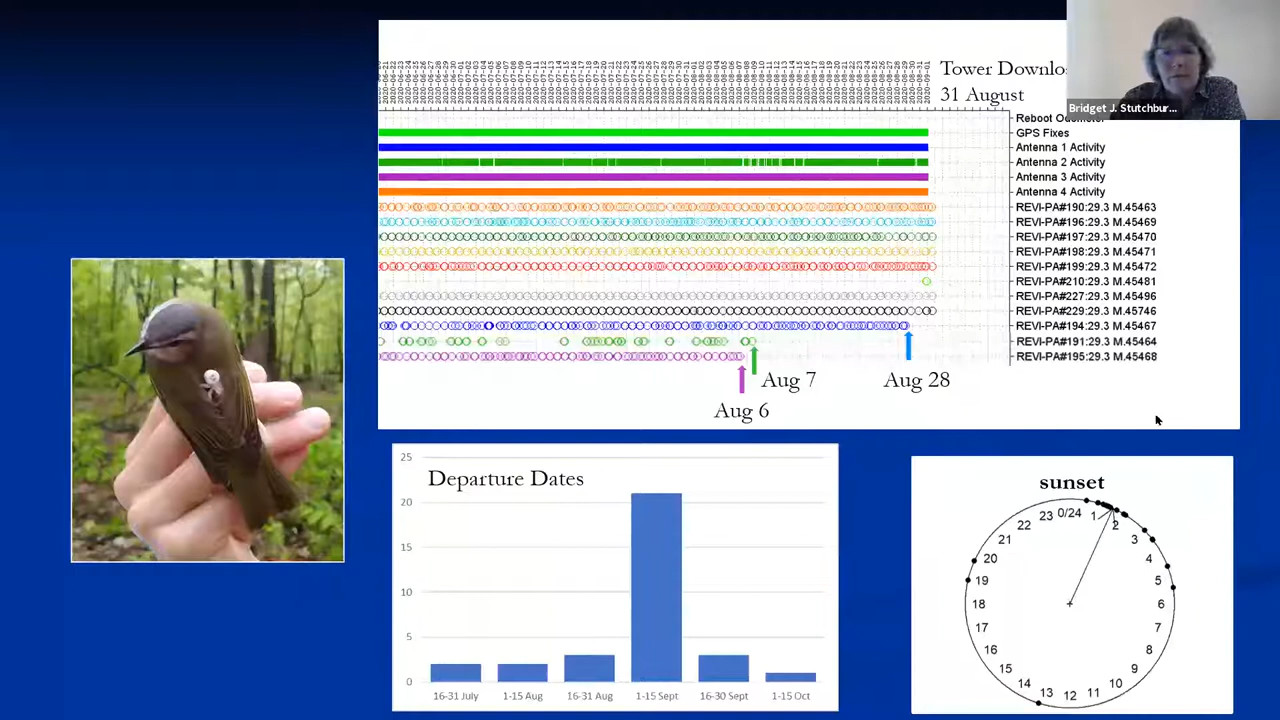 Tower Downlo
31 August
Bridget J. Stutchbur...
Reboot
GPS Fixes
Antenna 1 Activity
Antenna 2 Activity
Antenna 3 Activity
Antenna 4 Activity
REVI-PA#190:29.3 M.45463
REVI-PA#196:29.3 M.45469
REVI-PA#197:29.3 M.45470
REVI-PA#198:29.3 M.45471
REVI-PA#199:29.3 M.45472
REVI-PA#210:29.3 M.45481
REVI-PA#227:29.3 M.45496
REVI-PA#229:29.3 M.45746
REVI-PA#194:29.3 M.45467
REVI-PA#191:29.3 M.45464
REVI-PA#195:29.3 M.45468
Aug 7
Aug 28
Aug 6
Departure Dates
25
20
15
10
5
0
16-31 July 1-15 Aug 16-31 Aug 1-15 Sept 16-30 Sept 1-15 Oct
sunset
0/24 1 2 3 4 5 6 7 8 9 10 11 12 13 14 15 16 17 18 19 20 21 22 23